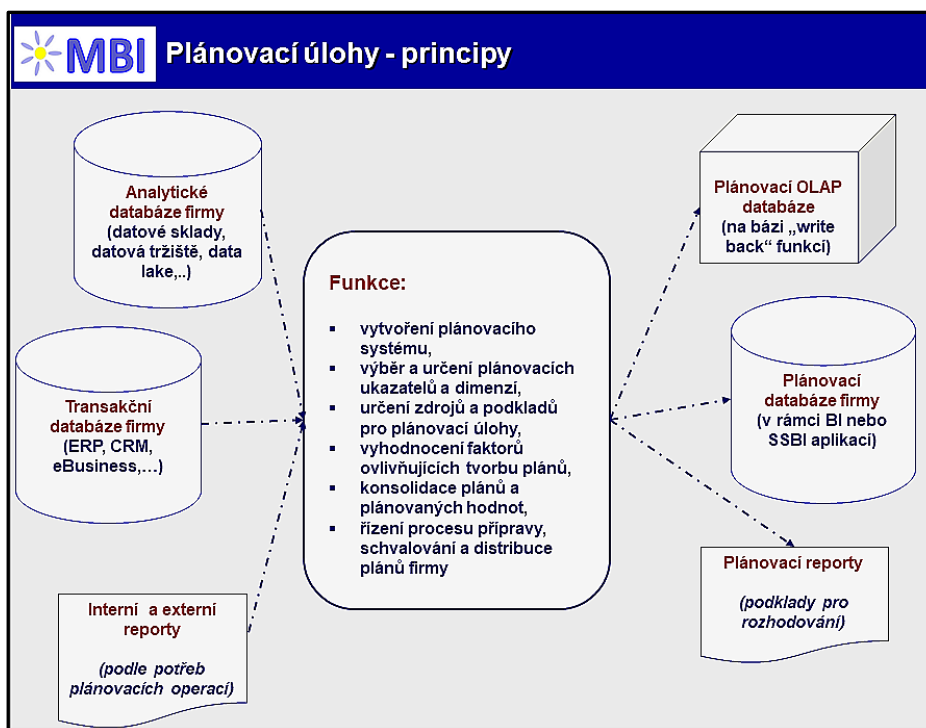 MBI
Plánovací úlohy - principy
Analytické
databáze firmy
(datové sklady,
datová tržiště, data
lake,..)
Transakční
databáze firmy
(ERP, CRM,
eBusiness,…)
Interní a externí
reporty
(podle potřeb
plánovacích operací)
Funkce:
▪ vytvoření plánovacího
systému,
▪ výběr a určení plánovacích
ukazatelů a dimenzí,
▪ určení zdrojů a podkladů
pro plánovací úlohy,
▪ vyhodnocení faktorů
ovlivňujících tvorbu plánů,
▪ konsolidace plánů a
plánovaných hodnot,
▪ řízení procesu přípravy,
schvalování a distribuce
plánů firmy
Plánovací OLAP
databáze
(na bázi „write
back“ funkcí)
Plánovací
databáze firmy
(v rámci BI nebo
SSBI aplikací)
Plánovací reporty
(podklady pro
rozhodování)